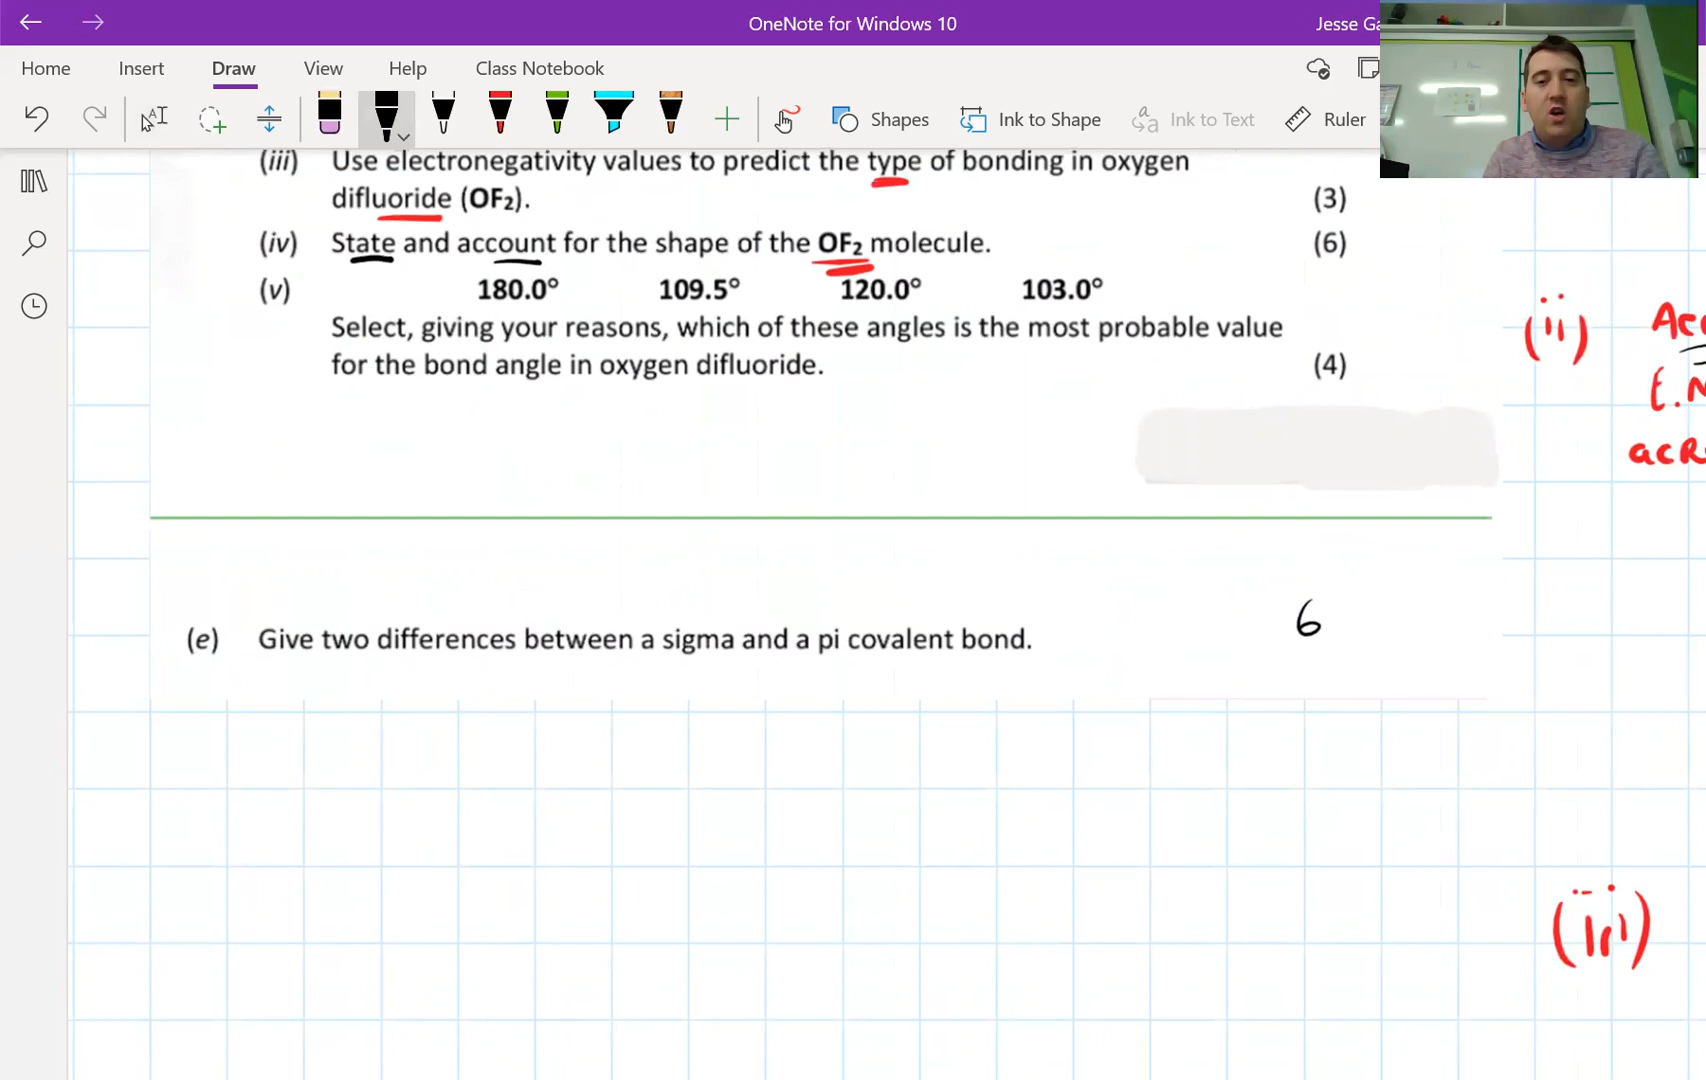 OneNote for Windows 10
Jesse Ga
Home Insert Draw View Help Class Notebook
Shapes Ink to Shape Ink to Text Ruler
(iii) Use electronegativity values to predict the type of bonding in oxygen
difluoride (OF₂). (3)
(iv) State and account for the shape of the OF₂ molecule. (6)
(v) 180.0° 109.5° 120.0° 103.0°
Select, giving your reasons, which of these angles is the most probable value
for the bond angle in oxygen difluoride. (4)
(ii)
acR
6
(e) Give two differences between a sigma and a pi covalent bond.
(iii)